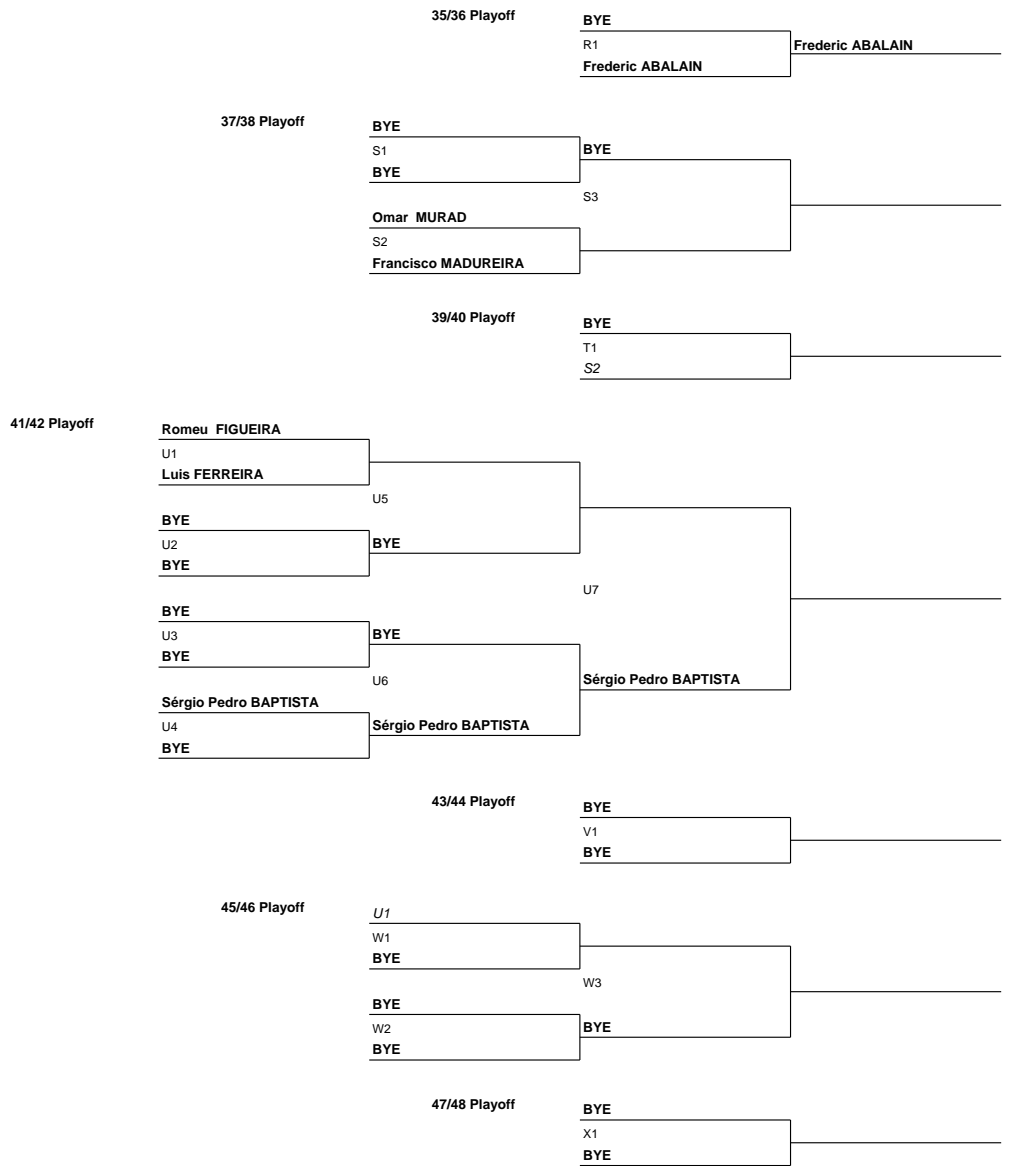 35/36 Playoff
BYE
R1
Frederic ABALAIN
Frederic ABALAIN
37/38 Playoff
BYE
S1
BYE
BYE
S3
Omar MURAD
S2
Francisco MADUREIRA
39/40 Playoff
BYE
T1
S2
41/42 Playoff
Romeu FIGUEIRA
U1
Luis FERREIRA
U5
BYE
U2
BYE
BYE
U7
BYE
U3
BYE
BYE
U6
Sérgio Pedro BAPTISTA
Sérgio Pedro BAPTISTA
U4
Sérgio Pedro BAPTISTA
BYE
43/44 Playoff
BYE
V1
BYE
45/46 Playoff
U1
W1
BYE
W3
BYE
W2
BYE
BYE
47/48 Playoff
BYE
X1
BYE